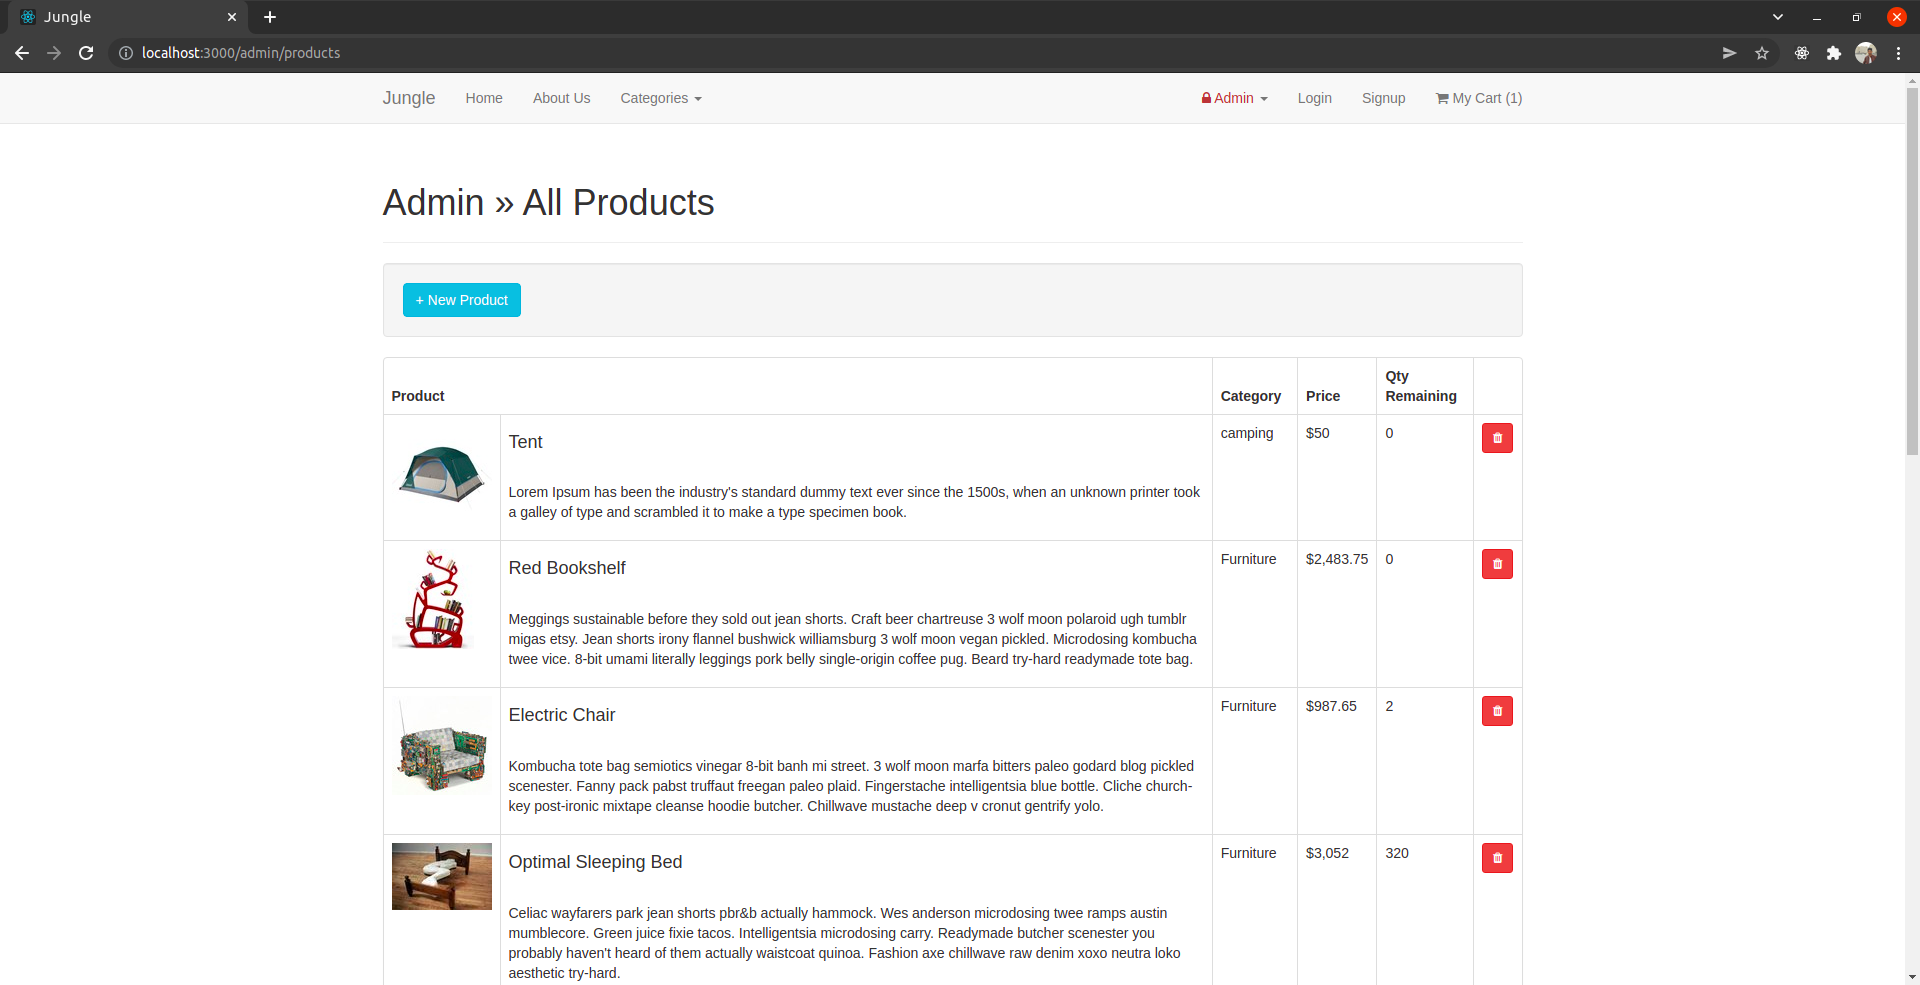 Jungle
localhost:3000/admin/products
Jungle Home About Us Categories Admin Login Signup My Cart (1)
Admin » All Products
+ New Product
Product Category Price Qty
Remaining
Tent camping $50 0
Lorem Ipsum has been the industry's standard dummy text ever since the 1500s, when an unknown printer took
a galley of type and scrambled it to make a type specimen book.
Red Bookshelf Furniture $2,483.75 0
Meggings sustainable before they sold out jean shorts. Craft beer chartreuse 3 wolf moon polaroid ugh tumblr
migas etsy. Jean shorts irony flannel bushwick williamsburg 3 wolf moon vegan pickled. Microdosing kombucha
twee vice. 8-bit umami literally leggings pork belly single-origin coffee pug. Beard try-hard readymade tote bag.
Electric Chair Furniture $987.65 2
Kombucha tote bag semiotics vinegar 8-bit banh mi street. 3 wolf moon marfa bitters paleo godard blog pickled
scenester. Fanny pack pabst truffaut freegan paleo plaid. Fingerstache intelligentsia blue bottle. Cliche church-
key post-ironic mixtape cleanse hoodie butcher. Chillwave mustache deep v cronut gentrify yolo.
Optimal Sleeping Bed Furniture $3,052 320
Celiac wayfarers park jean shorts pbr&b actually hammock. Wes anderson microdosing twee ramps austin
mumblecore. Green juice fixie tacos. Intelligentsia microdosing carry. Readymade butcher scenester you
probably haven't heard of them actually waistcoat quinoa. Fashion axe chillwave raw denim xoxo neutra loko
aesthetic try-hard.